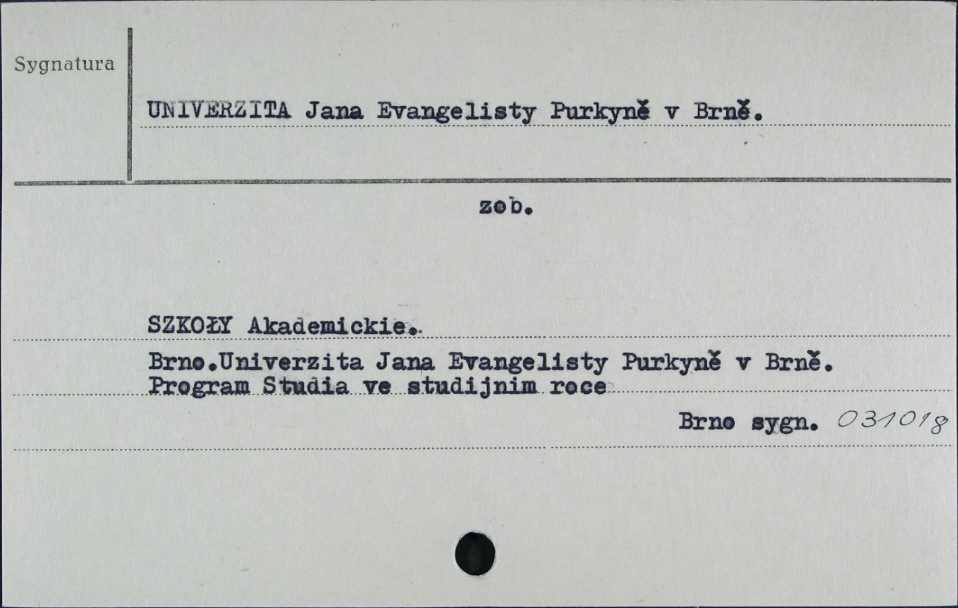 Sygnatura
UNIVERZITA Jana Evangelisty Purkyně v Brně.
zob.
SZKOŁY Akademickie.
Brno.Univerzita Jana Evangelisty Purkyně v Brně.
Program Studia ve studijnim roce
Brno sygn. 031018